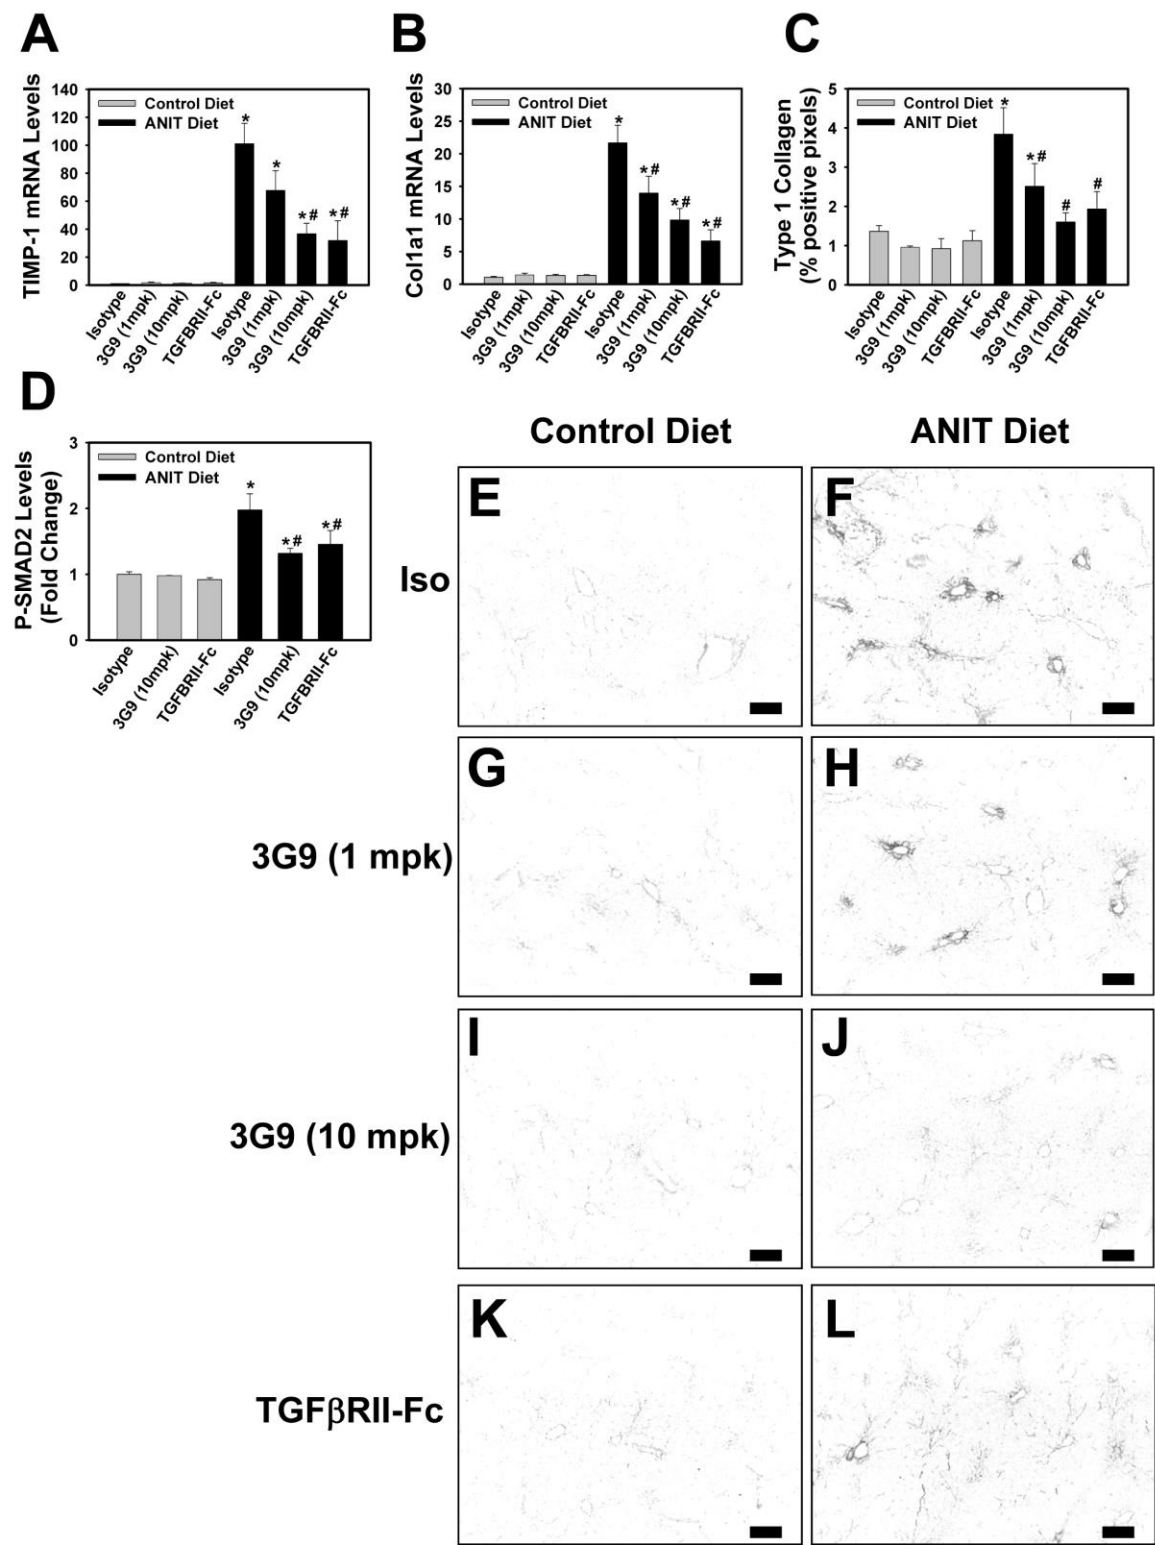 A
TIMP-1 mRNA Levels
140
120
100
80
60
40
20
0
Control Diet
ANIT Diet
*
*
*#
*#
Isotype
3G9 (1mpk)
3G9 (10mpk)
TGFBRII-Fc
Isotype
3G9 (1mpk)
3G9 (10mpk)
TGFBRII-Fc
B
Col1a1 mRNA Levels
30
25
20
15
10
5
0
Control Diet
ANIT Diet
*
*#
*#
*#
Isotype
3G9 (1mpk)
3G9 (10mpk)
TGFBRII-Fc
Isotype
3G9 (1mpk)
3G9 (10mpk)
TGFBRII-Fc
C
Type 1 Collagen
(% positive pixels)
5
4
3
2
1
0
Control Diet
ANIT Diet
*
*#
#
#
Isotype
3G9 (1mpk)
3G9 (10mpk)
TGFBRII-Fc
Isotype
3G9 (1mpk)
3G9 (10mpk)
TGFBRII-Fc
D
P-SMAD2 Levels
(Fold Change)
3
2
1
0
Control Diet
ANIT Diet
*
*#
*#
Isotype
3G9 (10mpk)
TGFBRII-Fc
Isotype
3G9 (10mpk)
TGFBRII-Fc
Control Diet
ANIT Diet
Iso
E
F
3G9 (1 mpk)
G
H
3G9 (10 mpk)
I
J
TGFβRII-Fc
K
L